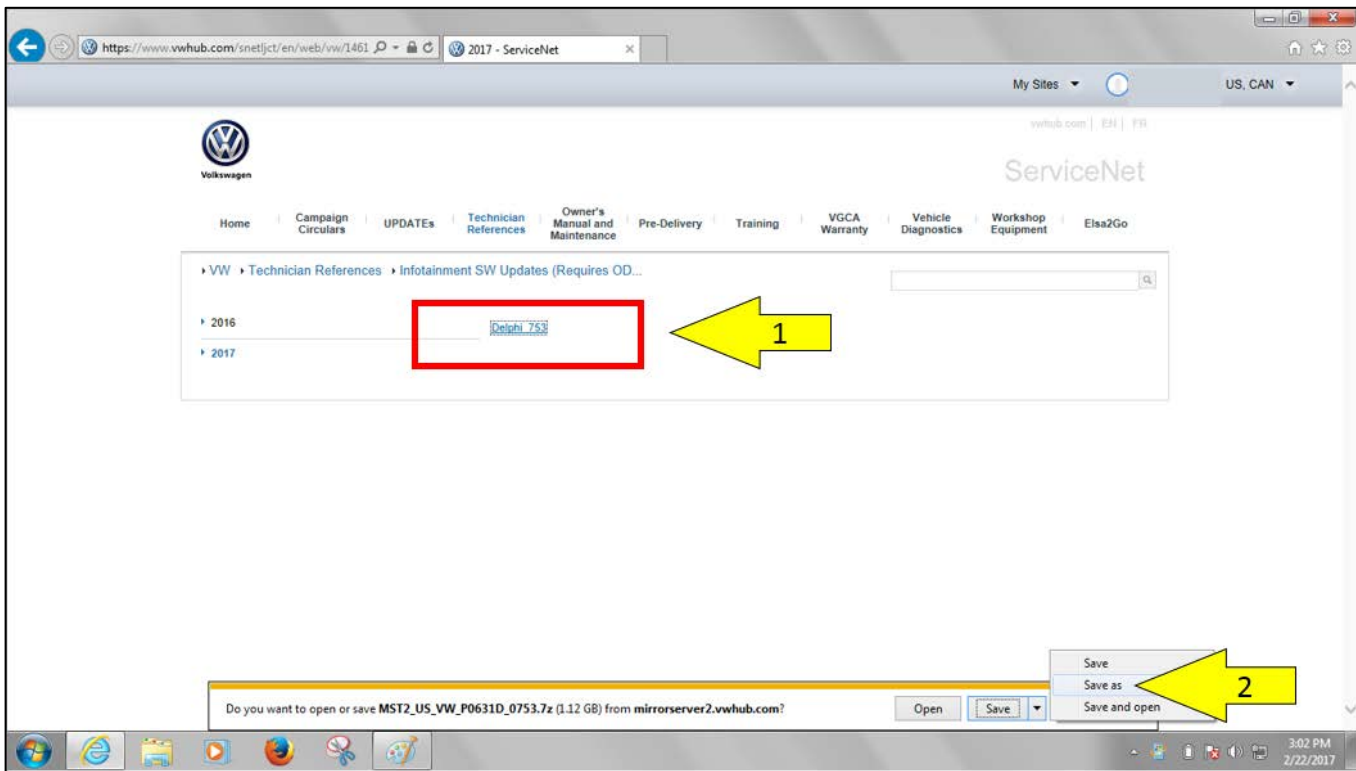 https://www.vwhub.com/snetljct/en/web/vw/1461
2017 - ServiceNet
My Sites
US, CAN
vwhub.com | EN | FR
Volkswagen
ServiceNet
Home
Campaign Circulars
UPDATEs
Technician References
Owner's Manual and Maintenance
Pre-Delivery
Training
VGCA Warranty
Vehicle Diagnostics
Workshop Equipment
Elsa2Go
VW
Technician References
Infotainment SW Updates (Requires OD...
2016
Delphi_753
1
2017
Save
Save as
2
Do you want to open or save MST2_US_VW_P0631D_0753.7z (1.12 GB) from mirrorserver2.vwhub.com?
Open
Save
Save and open
3:02 PM
2/22/2017